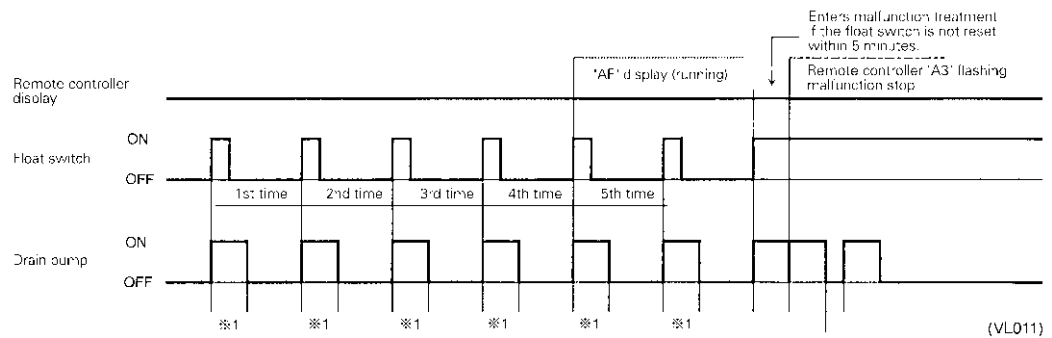 Enters malfunction treatment
if the float switch is not reset
within 5 minutes.
"AF" display (running)
Remote controller "A3" flashing
malfunction stop
Remote controller
display
ON
Float switch
OFF
1st time
2nd time
3rd time
4th time
5th time
ON
Drain pump
OFF
※1
※1
※1
※1
※1
※1
(VL011)